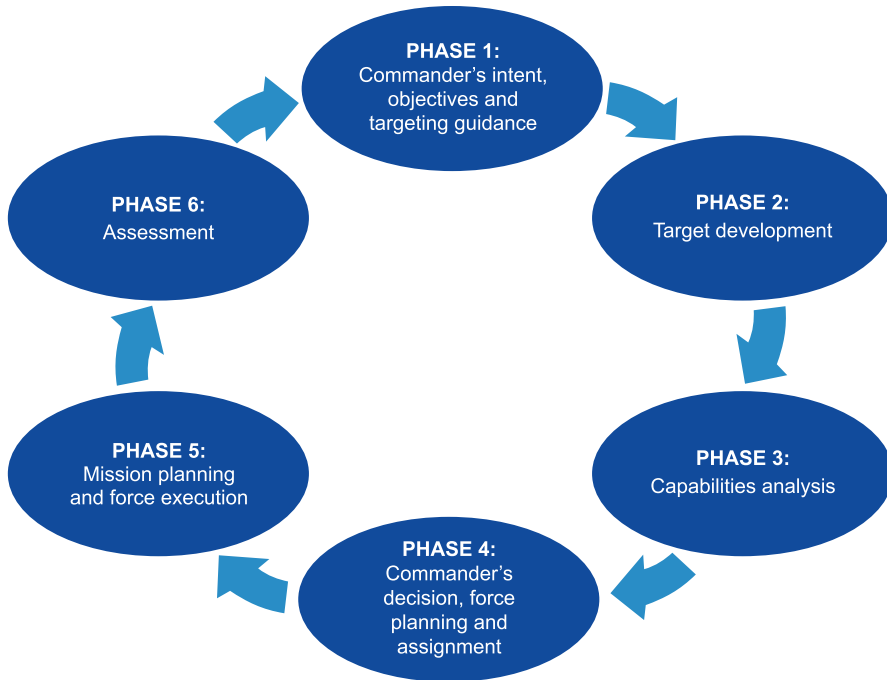 PHASE 1:
Commander’s intent,
objectives and
targeting guidance
PHASE 2:
Target development
PHASE 3:
Capabilities analysis
PHASE 4:
Commander’s
decision, force
planning and
assignment
PHASE 5:
Mission planning
and force execution
PHASE 6:
Assessment